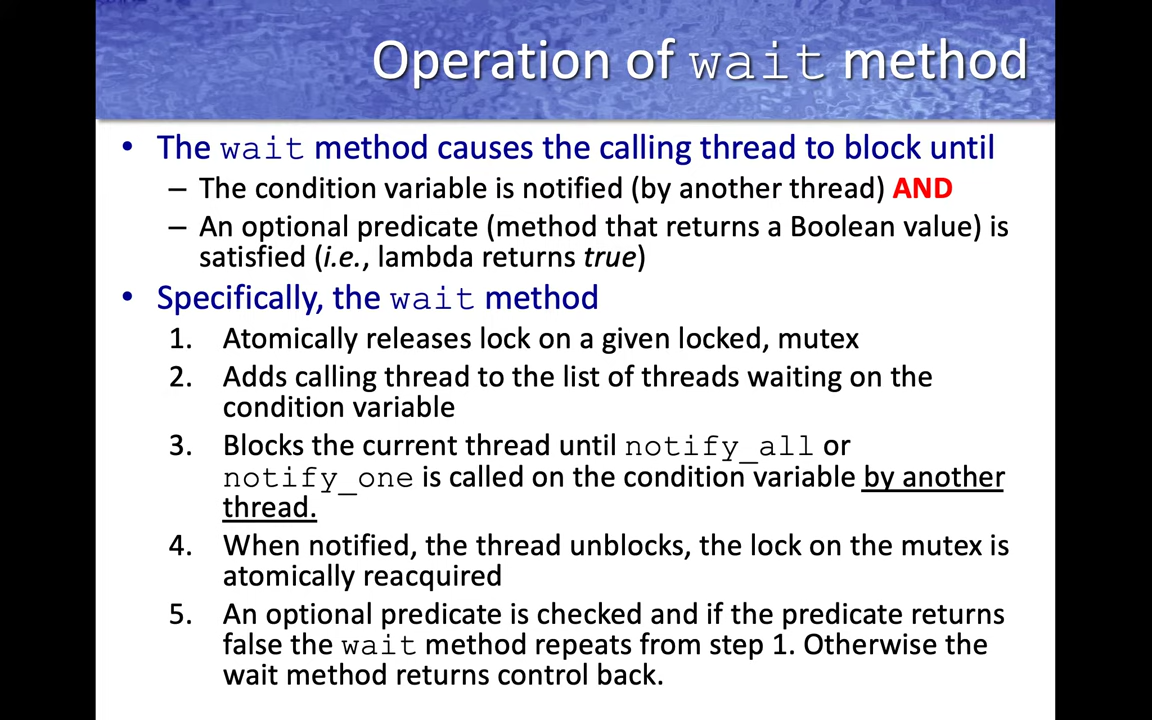 Operation of wait method
• The wait method causes the calling thread to block until
– The condition variable is notified (by another thread) AND
– An optional predicate (method that returns a Boolean value) is
satisfied (i.e., lambda returns true)
• Specifically, the wait method
1. Atomically releases lock on a given locked, mutex
2. Adds calling thread to the list of threads waiting on the
condition variable
3. Blocks the current thread until notify_all or
notify_one is called on the condition variable by another
thread.
4. When notified, the thread unblocks, the lock on the mutex is
atomically reacquired
5. An optional predicate is checked and if the predicate returns
false the wait method repeats from step 1. Otherwise the
wait method returns control back.